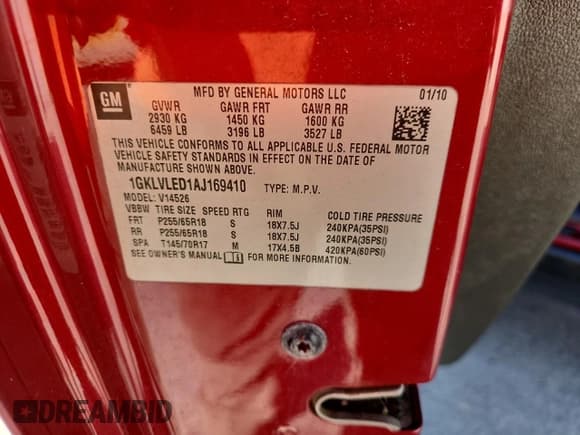 GM
MFD BY GENERAL MOTORS LLC 01/10
GVWR GAWR FRT GAWR RR
2930 KG 1450 KG 1600 KG
6459 LB 3196 LB 3527 LB
THIS VEHICLE CONFORMS TO ALL APPLICABLE U.S. FEDERAL MOTOR
VEHICLE SAFETY STANDARDS IN EFFECT ON THE DATE OF
MANUFACTURE SHOWN ABOVE.
1GKLVLED1AJ169410 TYPE: M.P.V.
MODEL: V14526
VBBW TIRE SIZE SPEED RTG RIM COLD TIRE PRESSURE
FRT P255/65R18 S 18X7.5J 240KPA(35PSI)
RR P255/65R18 S 18X7.5J 240KPA(35PSI)
SPA T145/70R17 M 17X4.5B 420KPA(60PSI)
SEE OWNER'S MANUAL FOR MORE INFORMATION.
DREAMBID